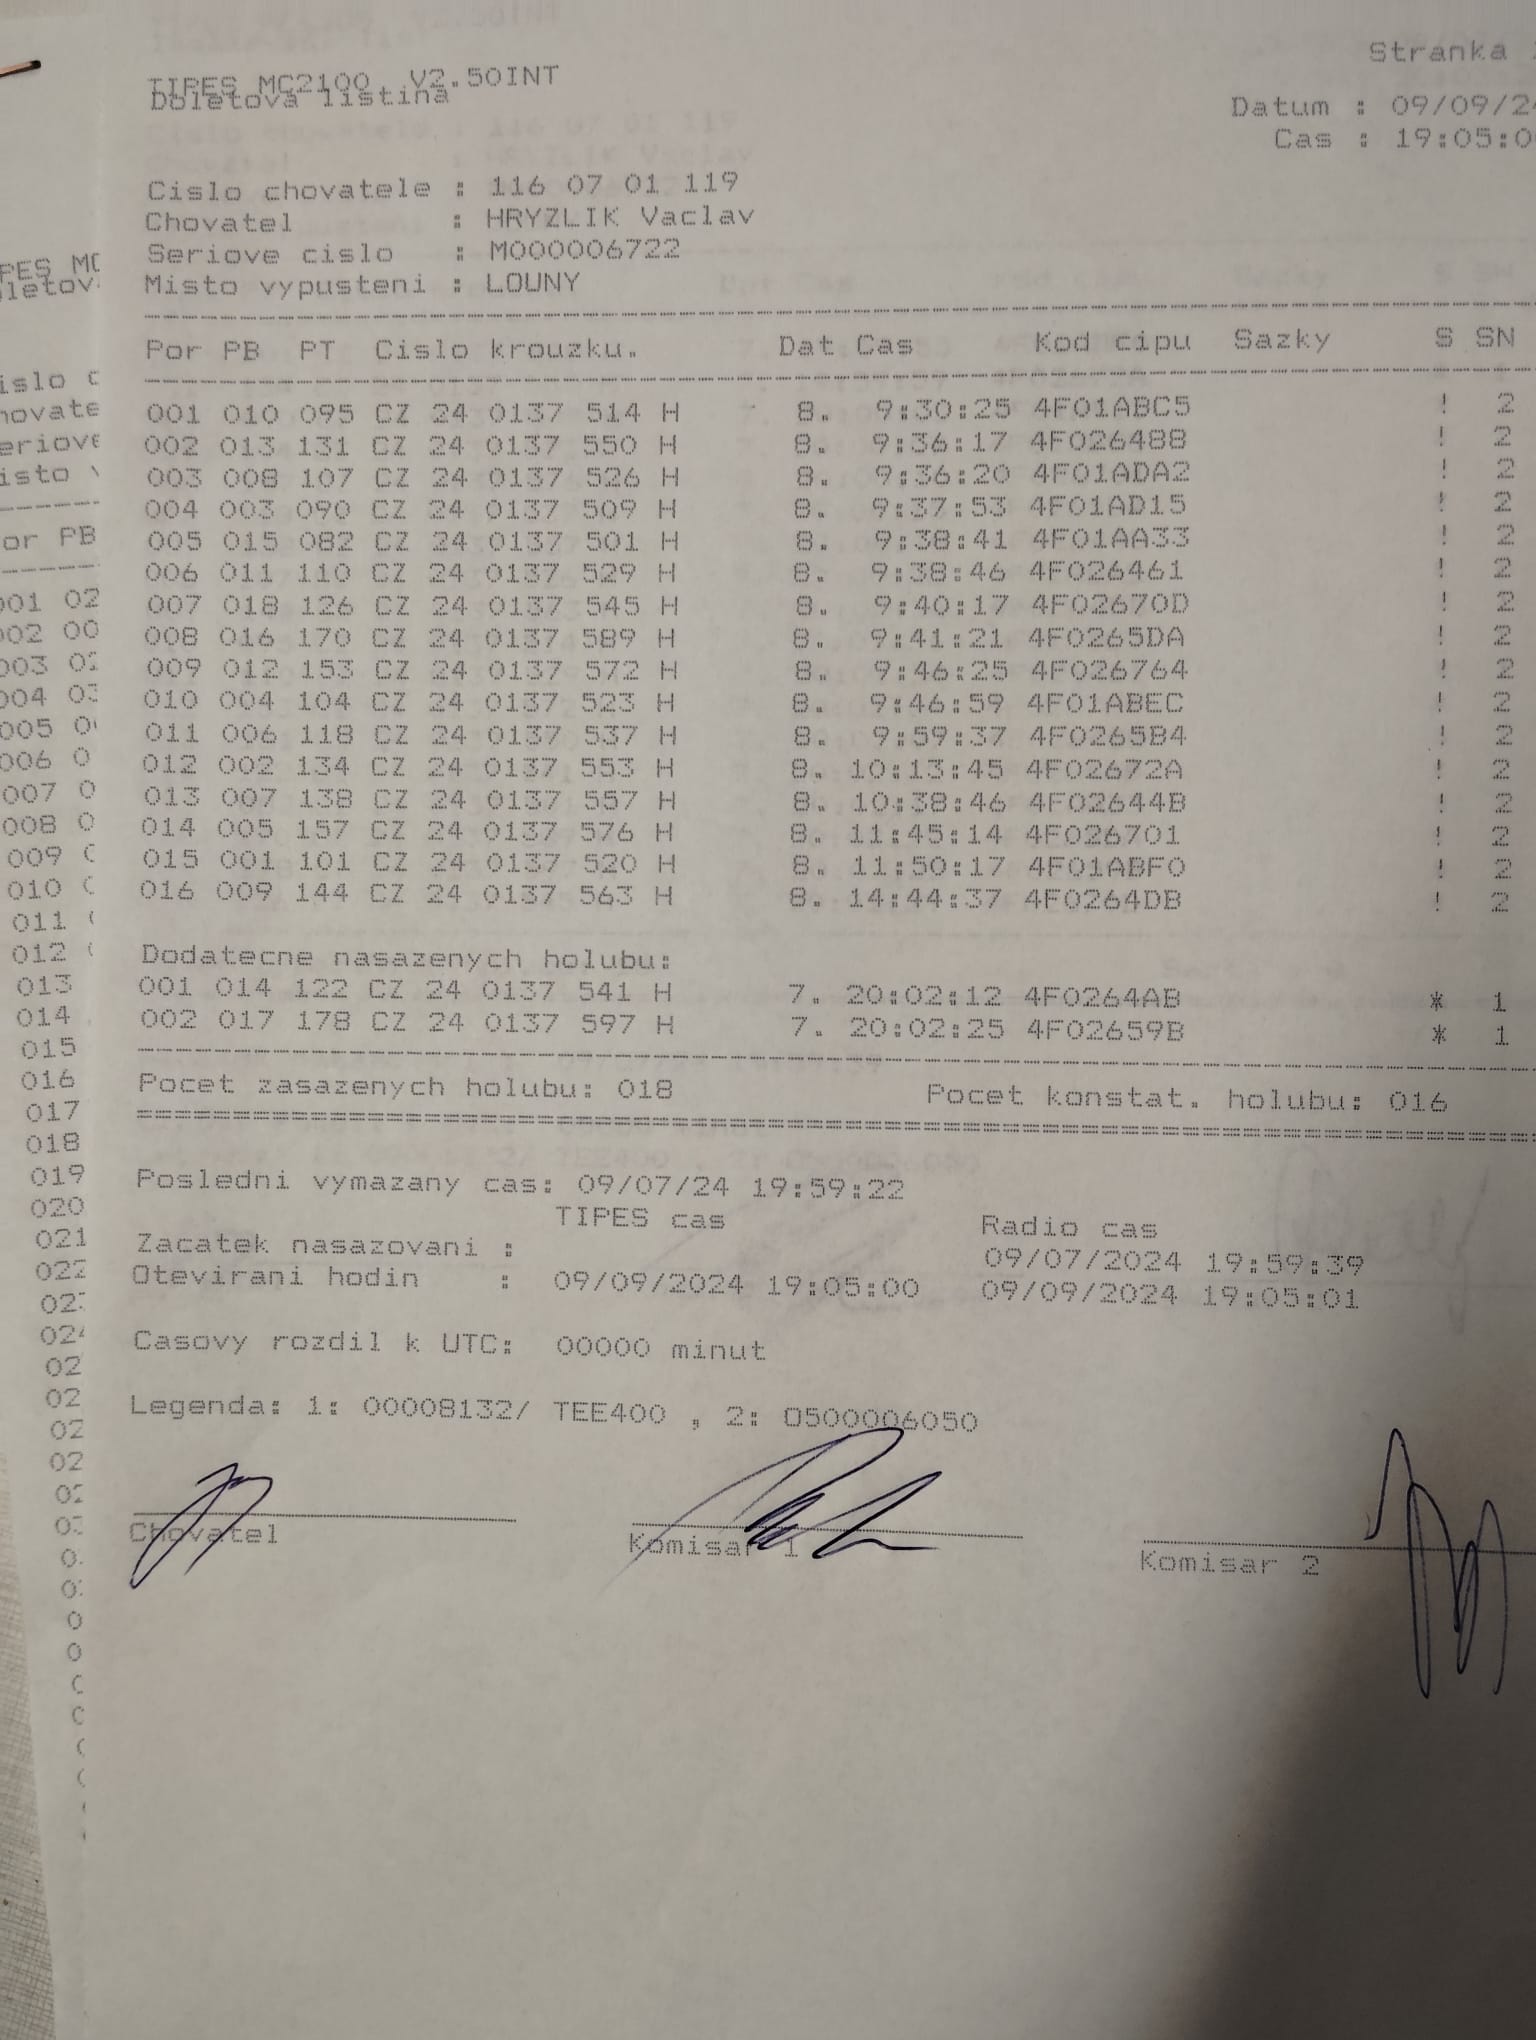 Stranka
TIPES MC2100 V2.50INT
Doletova listina
Datum : 09/09/24
Cas : 19:05:0
Cislo chovatele : 116 07 01 119
Chovatel : HRYZLIK Vaclav
Seriove cislo : M000006722
Misto vypusteni : LOUNY
Por PB PT Cislo krouzku. Dat Cas Kod cipu Sazky S SN
001 010 095 CZ 24 0137 514 H 8. 9:30:25 4F01ABC5 ! 2
002 013 131 CZ 24 0137 550 H 8. 9:36:17 4F026488 ! 2
003 008 107 CZ 24 0137 526 H 8. 9:36:20 4F01ADA2 ! 2
004 003 090 CZ 24 0137 509 H 8. 9:37:53 4F01AD15 ! 2
005 015 082 CZ 24 0137 501 H 8. 9:38:41 4F01AA33 ! 2
006 011 110 CZ 24 0137 529 H 8. 9:38:46 4F026461 ! 2
007 018 126 CZ 24 0137 545 H 8. 9:40:17 4F02670D ! 2
008 016 170 CZ 24 0137 589 H 8. 9:41:21 4F0265DA ! 2
009 012 153 CZ 24 0137 572 H 8. 9:46:25 4F026764 ! 2
010 004 104 CZ 24 0137 523 H 8. 9:46:59 4F01ABEC ! 2
011 006 118 CZ 24 0137 537 H 8. 9:59:37 4F0265B4 ! 2
012 002 134 CZ 24 0137 553 H 8. 10:13:45 4F02672A ! 2
013 007 138 CZ 24 0137 557 H 8. 10:38:46 4F02644B ! 2
014 005 157 CZ 24 0137 576 H 8. 11:45:14 4F026701 ! 2
015 001 101 CZ 24 0137 520 H 8. 11:50:17 4F01ABF0 ! 2
016 009 144 CZ 24 0137 563 H 8. 14:44:37 4F0264DB ! 2
Dodatecne nasazenych holubu:
001 014 122 CZ 24 0137 541 H 7. 20:02:12 4F0264AB * 1
002 017 178 CZ 24 0137 597 H 7. 20:02:25 4F02659B * 1
Pocet zasazenych holubu: 018 Pocet konstat. holubu: 016
Posledni vymazany cas: 09/07/24 19:59:22
TIPES cas Radio cas
Zacatek nasazovani : 09/07/2024 19:59:39
Otevirani hodin : 09/09/2024 19:05:00 09/09/2024 19:05:01
Casovy rozdil k UTC: 00000 minut
Legenda: 1: 00008132/ TEE400 , 2: 0500006050
Chovatel Komisar 1 Komisar 2